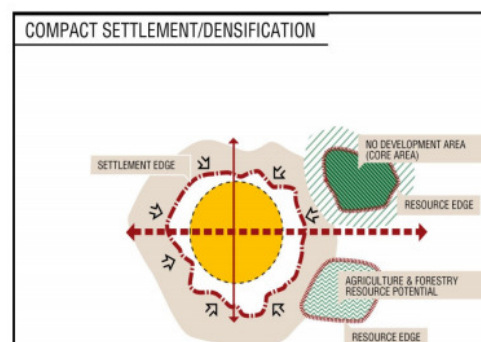 COMPACT SETTLEMENT/DENSIFICATION
NO DEVELOPMENT AREA
(CORE AREA)
SETTLEMENT EDGE
RESOURCE EDGE
AGRICULTURE & FORESTRY
RESOURCE POTENTIAL
RESOURCE EDGE